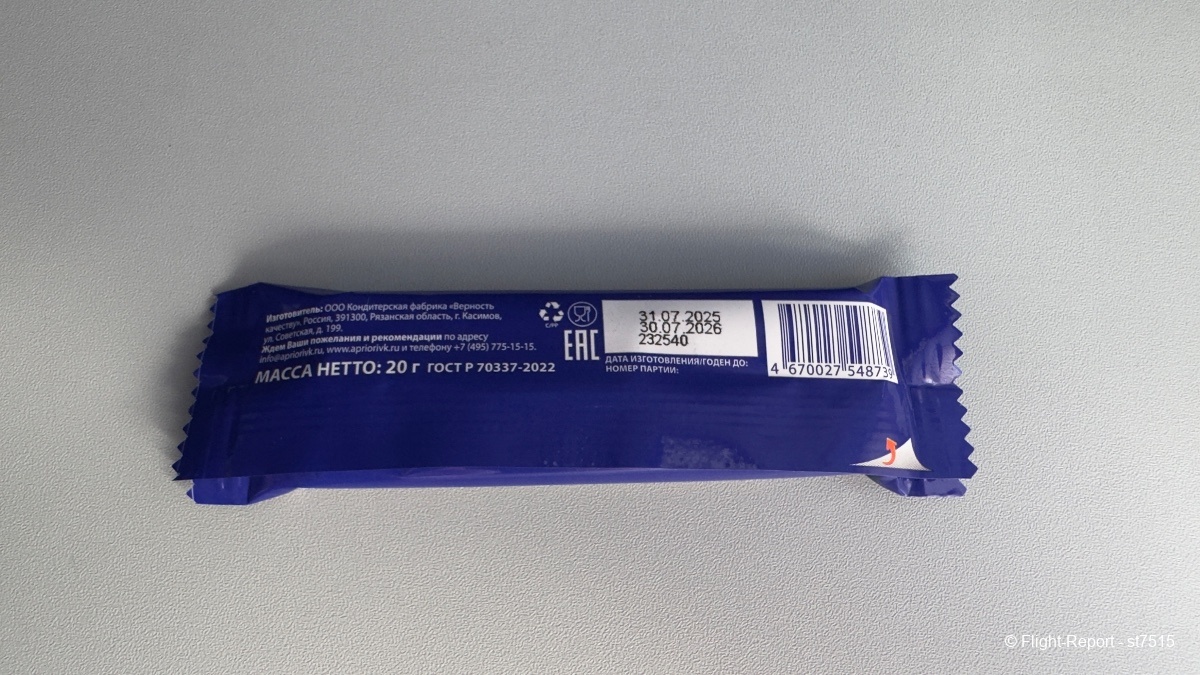 Изготовитель: ООО Кондитерская фабрика «Верность
качеству», Россия, 391300, Рязанская область, г. Касимов,
ул. Советская, д. 199.
Ждем Ваши пожелания и рекомендации по адресу
info@apriorivk.ru, www.apriorivk.ru и телефону +7 (495) 775-15-15.
МАССА НЕТТО: 20 г ГОСТ Р 70337-2022
C/PP
EAC
31.07.2025
30.07.2026
232540
ДАТА ИЗГОТОВЛЕНИЯ/ГОДЕН ДО:
НОМЕР ПАРТИИ:
4 670027 548739
© Flight-Report - st7515